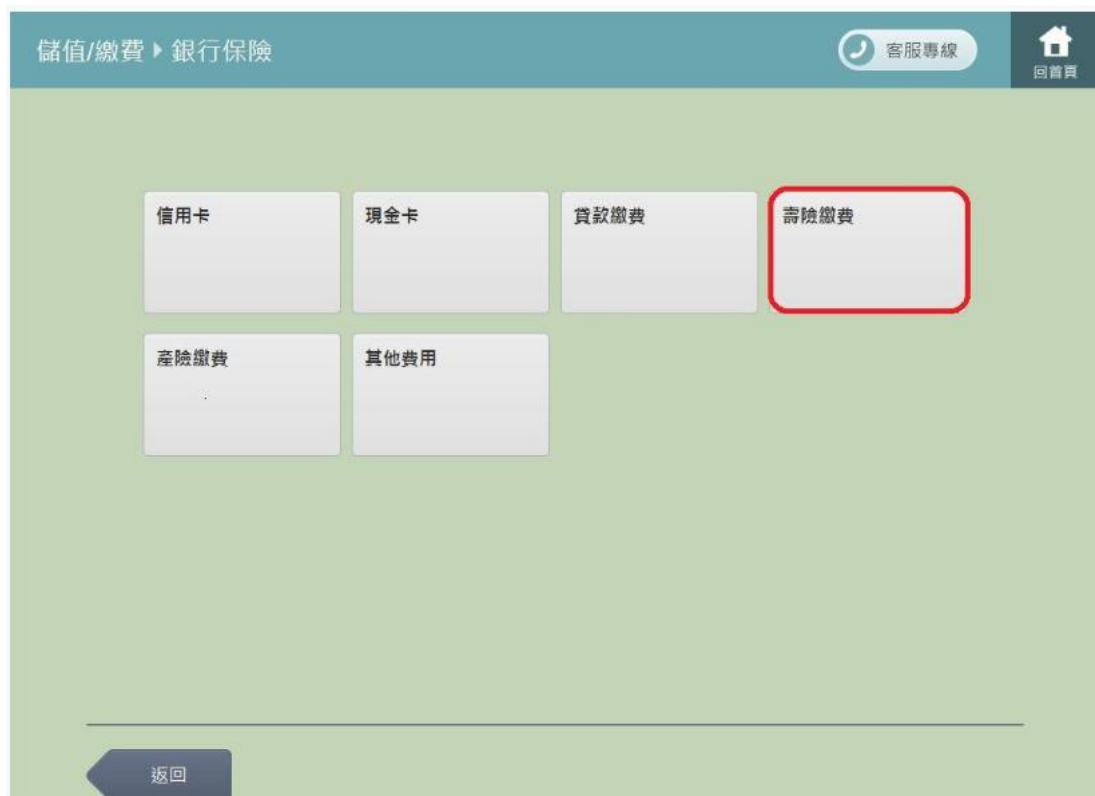 儲值/繳費 ▶ 銀行保險
客服專線
回首頁
信用卡
現金卡
貸款繳費
壽險繳費
產險繳費
其他費用
返回